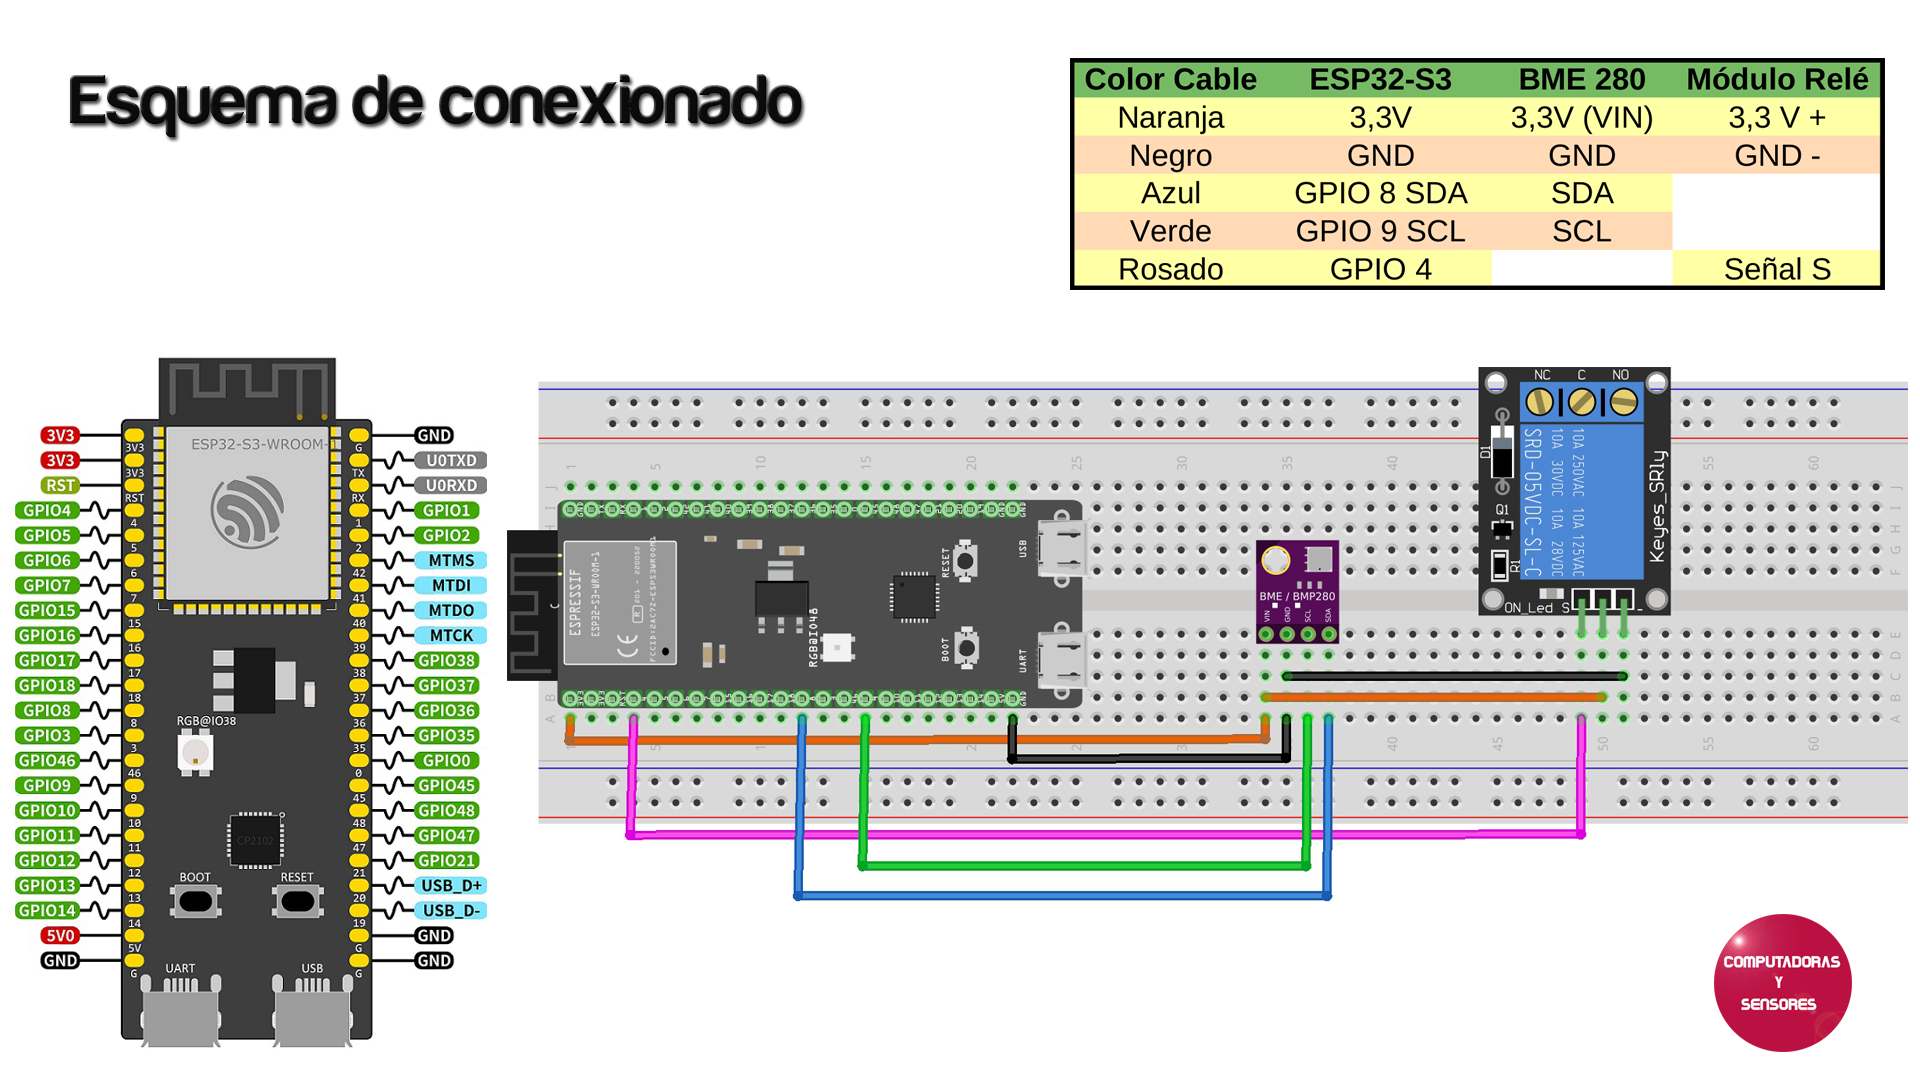 Esquema de conexionado
Color Cable ESP32-S3 BME 280 Módulo Relé
Naranja 3,3V 3,3V (VIN) 3,3 V +
Negro GND GND GND -
Azul GPIO 8 SDA SDA
Verde GPIO 9 SCL SCL
Rosado GPIO 4 Señal S
ESP32-S3-WROOM-1
3V3 3V3 G GND
3V3 3V3 TX U0TXD
RST RST RX U0RXD
GPIO4 4 1 GPIO1
GPIO5 5 2 GPIO2
GPIO6 6 42 MTMS
GPIO7 7 41 MTDI
GPIO15 15 40 MTDO
GPIO16 16 39 MTCK
GPIO17 17 38 GPIO38
GPIO18 18 37 GPIO37
GPIO8 8 36 GPIO36
GPIO3 3 35 GPIO35
GPIO46 46 0 GPIO0
GPIO9 9 45 GPIO45
GPIO10 10 48 GPIO48
GPIO11 11 47 GPIO47
GPIO12 12 21 GPIO21
GPIO13 13 20 USB_D+
GPIO14 14 19 USB_D-
5V0 5V G GND
GND G G GND
RGB@IO38
CP2102
BOOT RESET
UART USB
1 5 10 15 20 25 30 35 40 45 50 55 60
J I H G F
E D C B A
ESPRESSIF
ESP32-S3-WROOM-1
RGB@IO48
RESET
BOOT
USB
UART
BME / BMP280
VIN GND SCL SDA
NC C NO
D1
Q1
R1
SRD-05VDC-SL-C
10A 30VDC 10A 28VDC
10A 250VAC 10A 125VAC
Keyes_SRly
ON_Led S -
COMPUTADORAS
Y
SENSORES